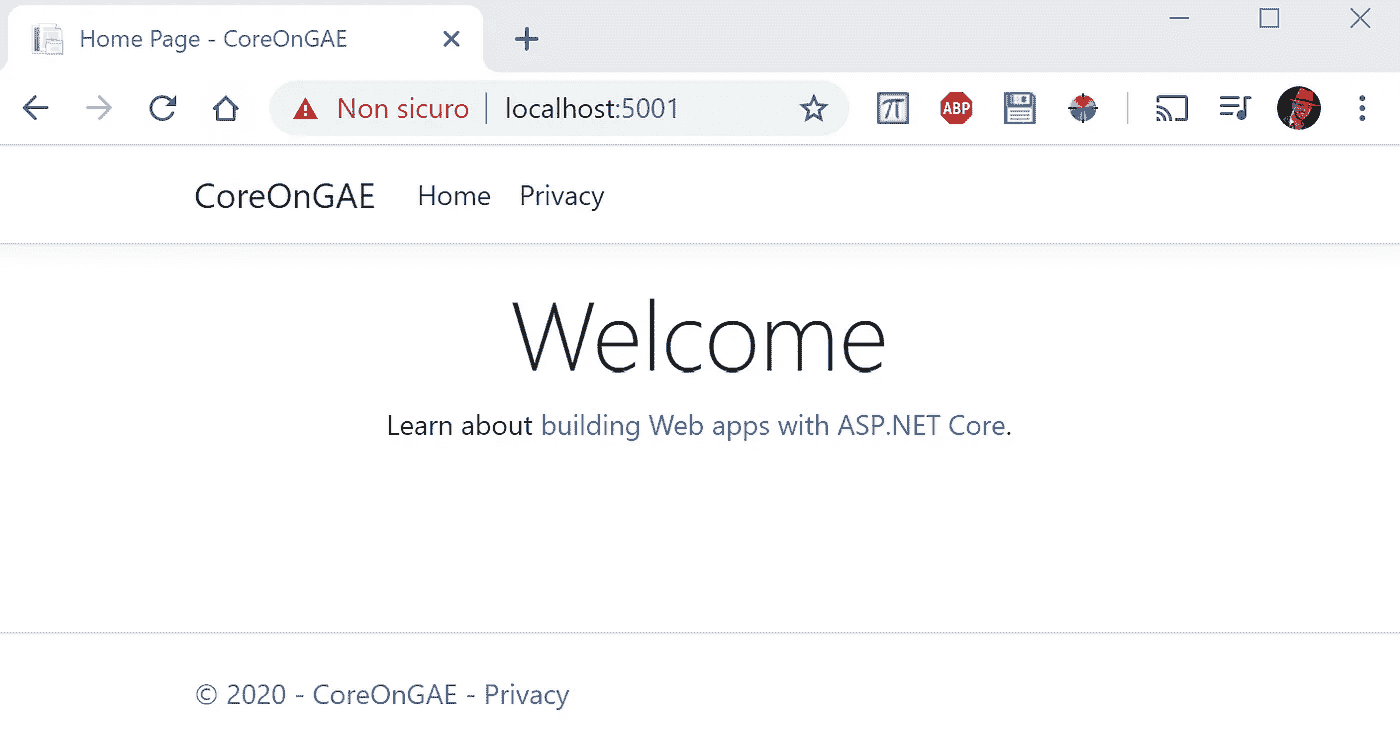 Home Page - CoreOnGAE
Non sicuro localhost:5001 π ABP
CoreOnGAE Home Privacy
Welcome
Learn about building Web apps with ASP.NET Core.
© 2020 - CoreOnGAE - Privacy